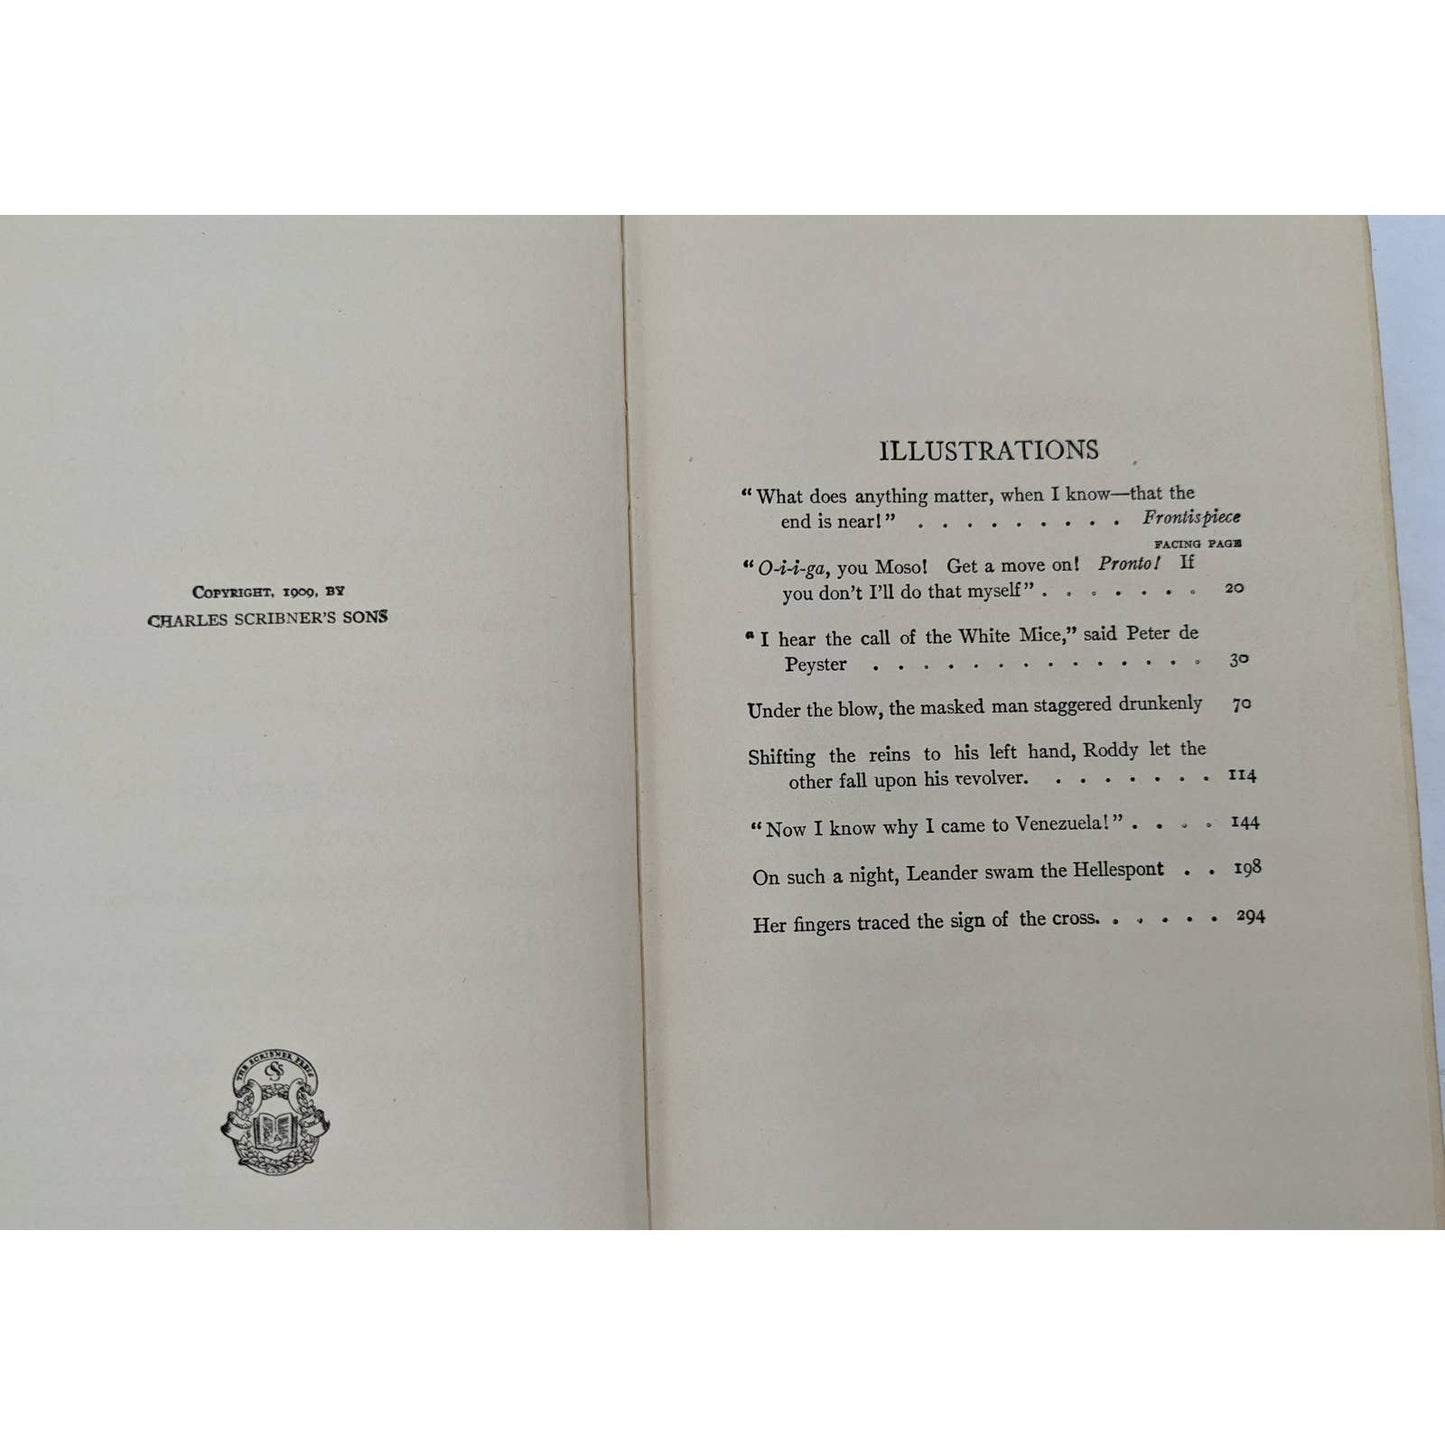 COPYRIGHT, 1909, BY
CHARLES SCRIBNER'S SONS
THE SCRIBNER PRESS
ILLUSTRATIONS
“What does anything matter, when I know—that the
end is near!” . . . . . . . . . Frontispiece
FACING PAGE
“O-i-i-ga, you Moso! Get a move on! Pronto! If
you don't I'll do that myself” . . . . . . . 20
“I hear the call of the White Mice,” said Peter de
Peyster . . . . . . . . . . . . . . 30
Under the blow, the masked man staggered drunkenly 70
Shifting the reins to his left hand, Roddy let the
other fall upon his revolver. . . . . . . . 114
“Now I know why I came to Venezuela!” . . . . 144
On such a night, Leander swam the Hellespont . . 198
Her fingers traced the sign of the cross. . . . . . 294